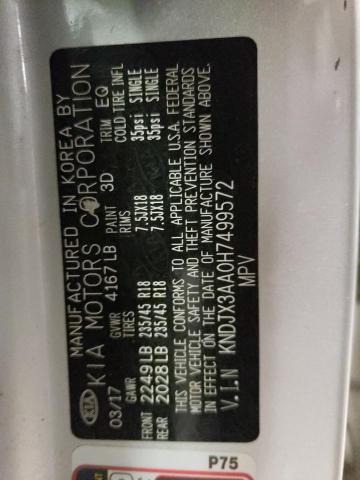 KIA
MANUFACTURED IN KOREA BY
KIA MOTORS CORPORATION
03/17 GVWR 4167 LB PAINT 3D TRIM EQ
GAWR TIRES RIMS COLD TIRE INFL
FRONT 2249 LB 235/45 R18 7.5JX18 35psi SINGLE
REAR 2028 LB 235/45 R18 7.5JX18 35psi SINGLE
THIS VEHICLE CONFORMS TO ALL APPLICABLE U.S.A. FEDERAL
MOTOR VEHICLE SAFETY AND THEFT PREVENTION STANDARDS
IN EFFECT ON THE DATE OF MANUFACTURE SHOWN ABOVE.
V.I.N KNDJX3AA0H7499572
MPV
P75